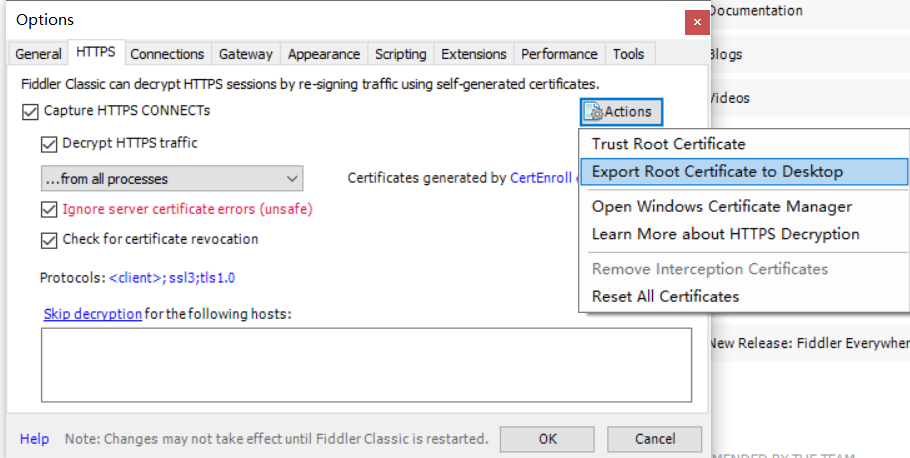 Options
Documentation
General HTTPS Connections Gateway Appearance Scripting Extensions Performance Tools
Blogs
Fiddler Classic can decrypt HTTPS sessions by re-signing traffic using self-generated certificates.
Videos
Capture HTTPS CONNECTs
Actions
Decrypt HTTPS traffic
Trust Root Certificate
...from all processes
Certificates generated by CertEnroll
Export Root Certificate to Desktop
Ignore server certificate errors (unsafe)
Open Windows Certificate Manager
Check for certificate revocation
Learn More about HTTPS Decryption
Protocols: <client>; ssl3;tls1.0
Remove Interception Certificates
Reset All Certificates
Skip decryption for the following hosts:
New Release: Fiddler Everywher
Help Note: Changes may not take effect until Fiddler Classic is restarted. OK Cancel
MENDED BY THE TEAM